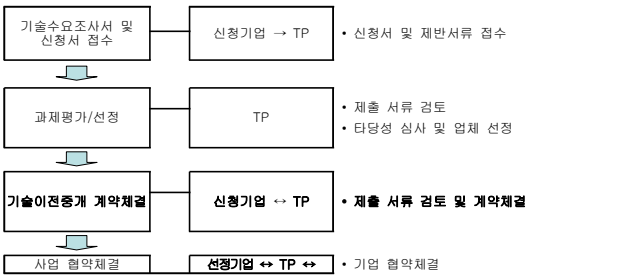 기술수요조사서 및
신청서 접수
신청기업 → TP
• 신청서 및 제반서류 접수
과제평가/선정
TP
• 제출 서류 검토
• 타당성 심사 및 업체 선정
기술이전중개 계약체결
신청기업 ↔ TP
• 제출 서류 검토 및 계약체결
사업 협약체결
선정기업 ↔ TP ↔
• 기업 협약체결